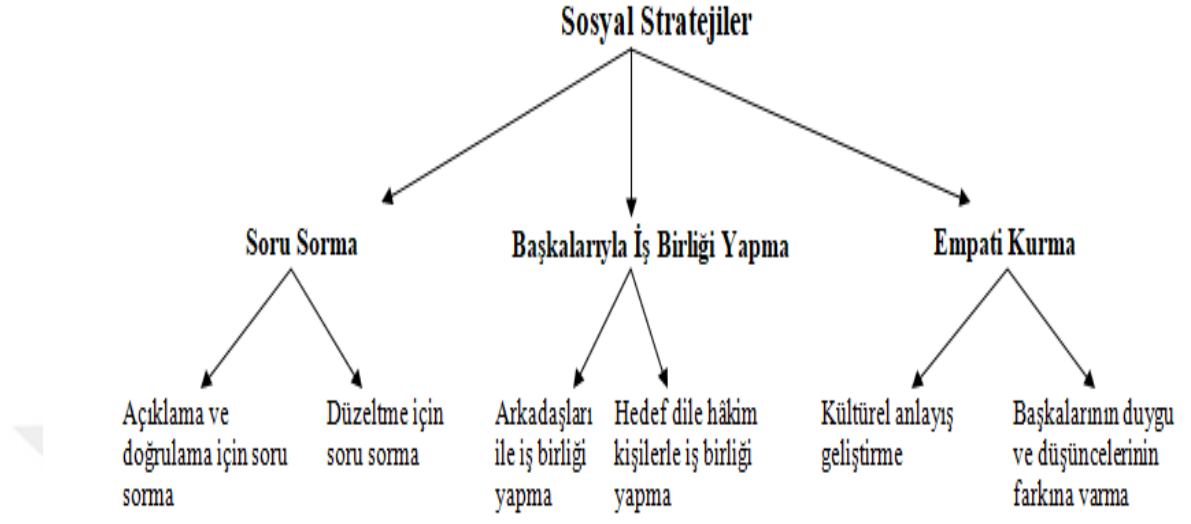 Sosyal Stratejiler
Soru Sorma
Başkalarıyla İş Birliği Yapma
Empati Kurma
Açıklama ve
doğrulama için soru
sorma
Düzeltme için
soru sorma
Arkadaşları
ile iş birliği
yapma
Hedef dile hâkim
kişilerle iş birliği
yapma
Kültürel anlayış
geliştirme
Başkalarının duygu
ve düşüncelerinin
farkına varma